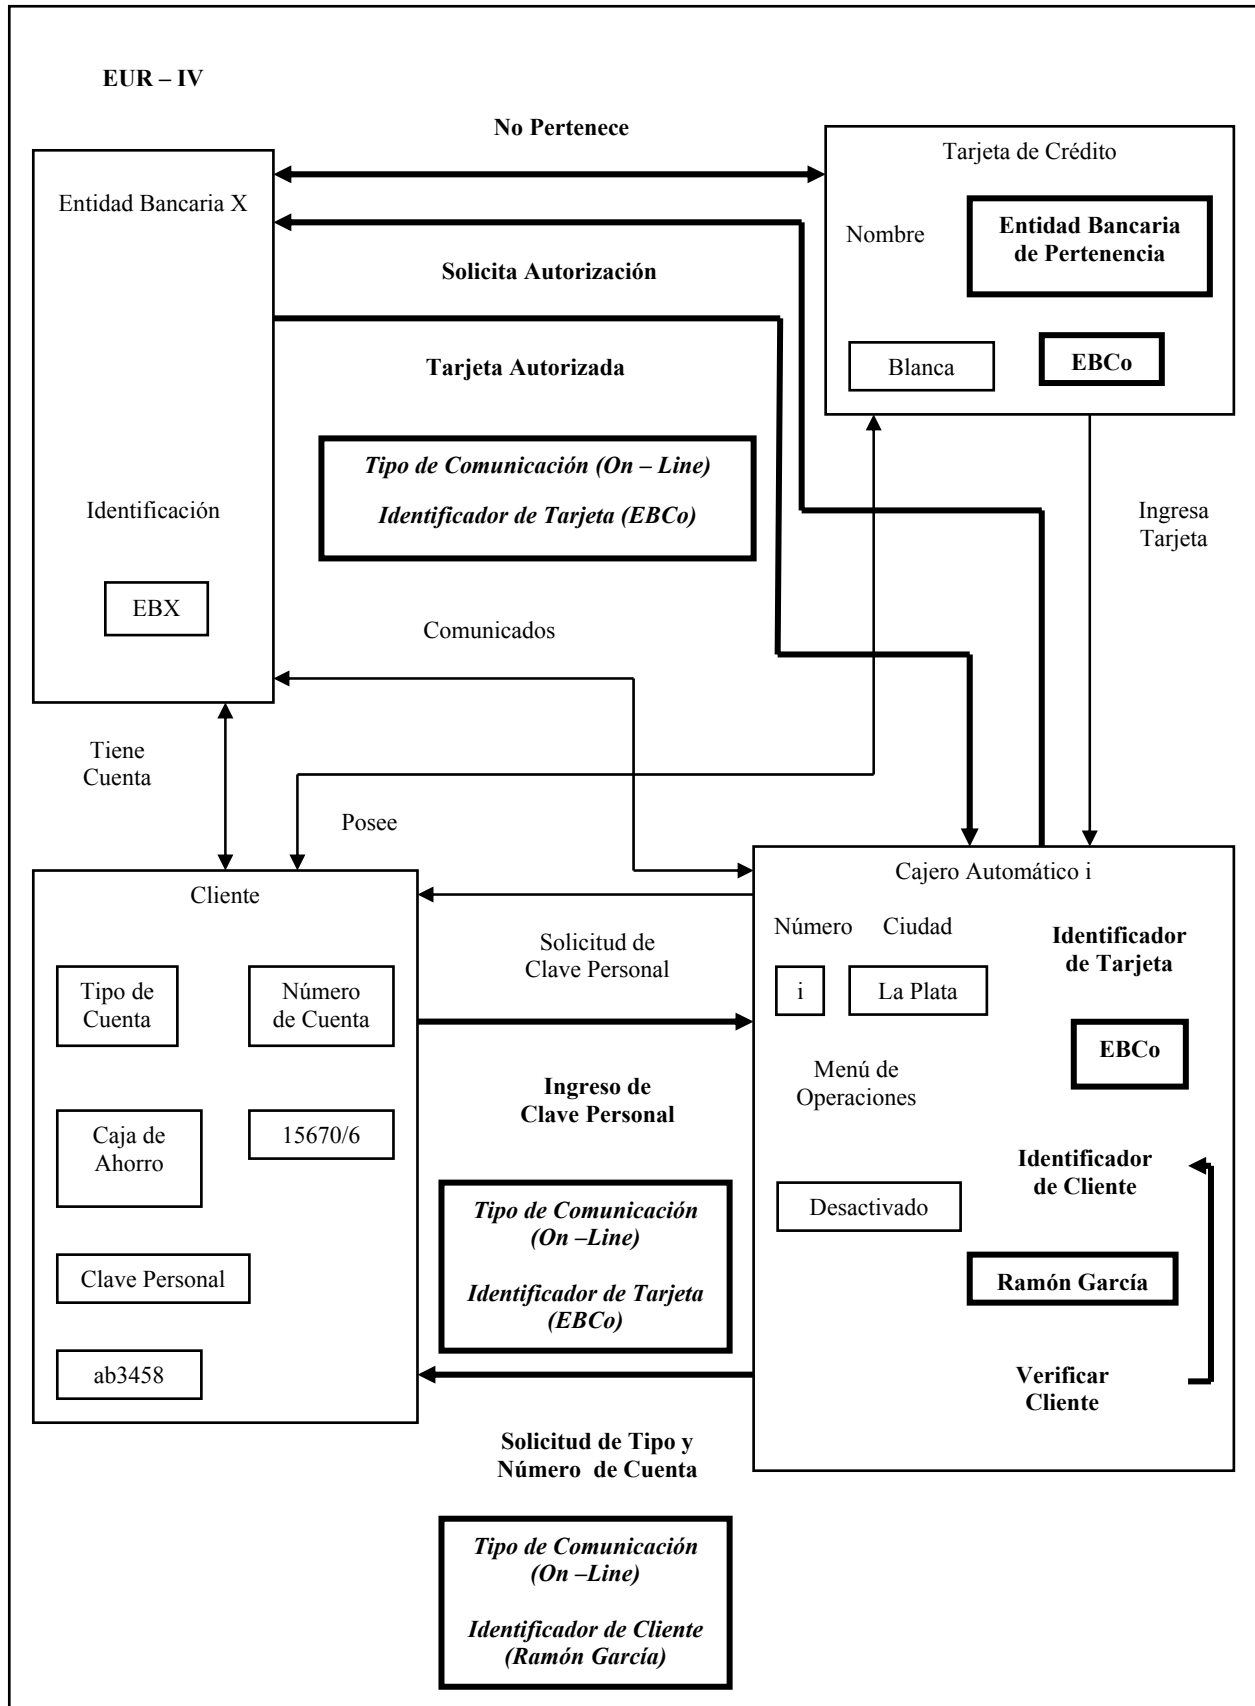 EUR – IV
No Pertenece
Tarjeta de Crédito
Entidad Bancaria X
Nombre
Entidad Bancaria
de Pertenencia
Solicita Autorización
Tarjeta Autorizada
Blanca
EBCo
Tipo de Comunicación (On – Line)
Identificador de Tarjeta (EBCo)
Identificación
Ingresa
Tarjeta
EBX
Comunicados
Tiene
Cuenta
Posee
Cliente
Cajero Automático i
Solicitud de
Clave Personal
Número
Ciudad
Identificador
de Tarjeta
Tipo de
Cuenta
Número
de Cuenta
i
La Plata
EBCo
Ingreso de
Clave Personal
Menú de
Operaciones
Caja de
Ahorro
15670/6
Identificador
de Cliente
Tipo de Comunicación
(On –Line)
Identificador de Tarjeta
(EBCo)
Desactivado
Clave Personal
Ramón García
ab3458
Verificar
Cliente
Solicitud de Tipo y
Número de Cuenta
Tipo de Comunicación
(On –Line)
Identificador de Cliente
(Ramón García)